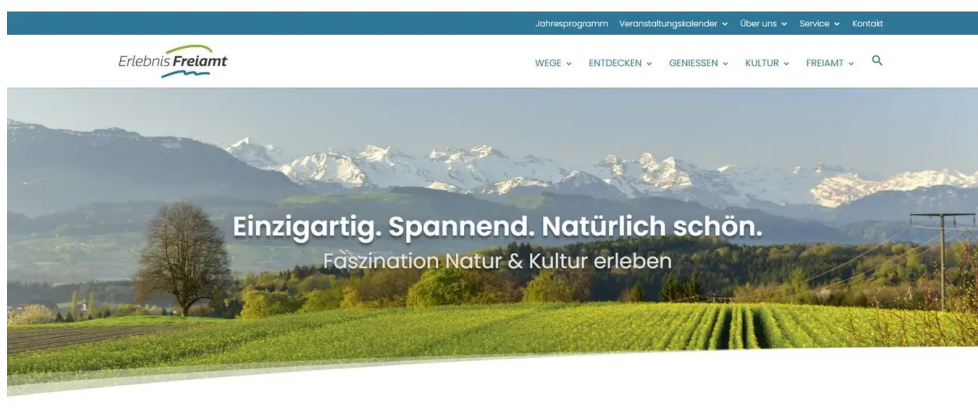 Jahresprogramm Veranstaltungskalender Über uns Service Kontakt
Erlebnis Freiamt
WEGE ENTDECKEN GENIESSEN KULTUR FREIAMT
Einzigartig. Spannend. Natürlich schön.
Faszination Natur & Kultur erleben